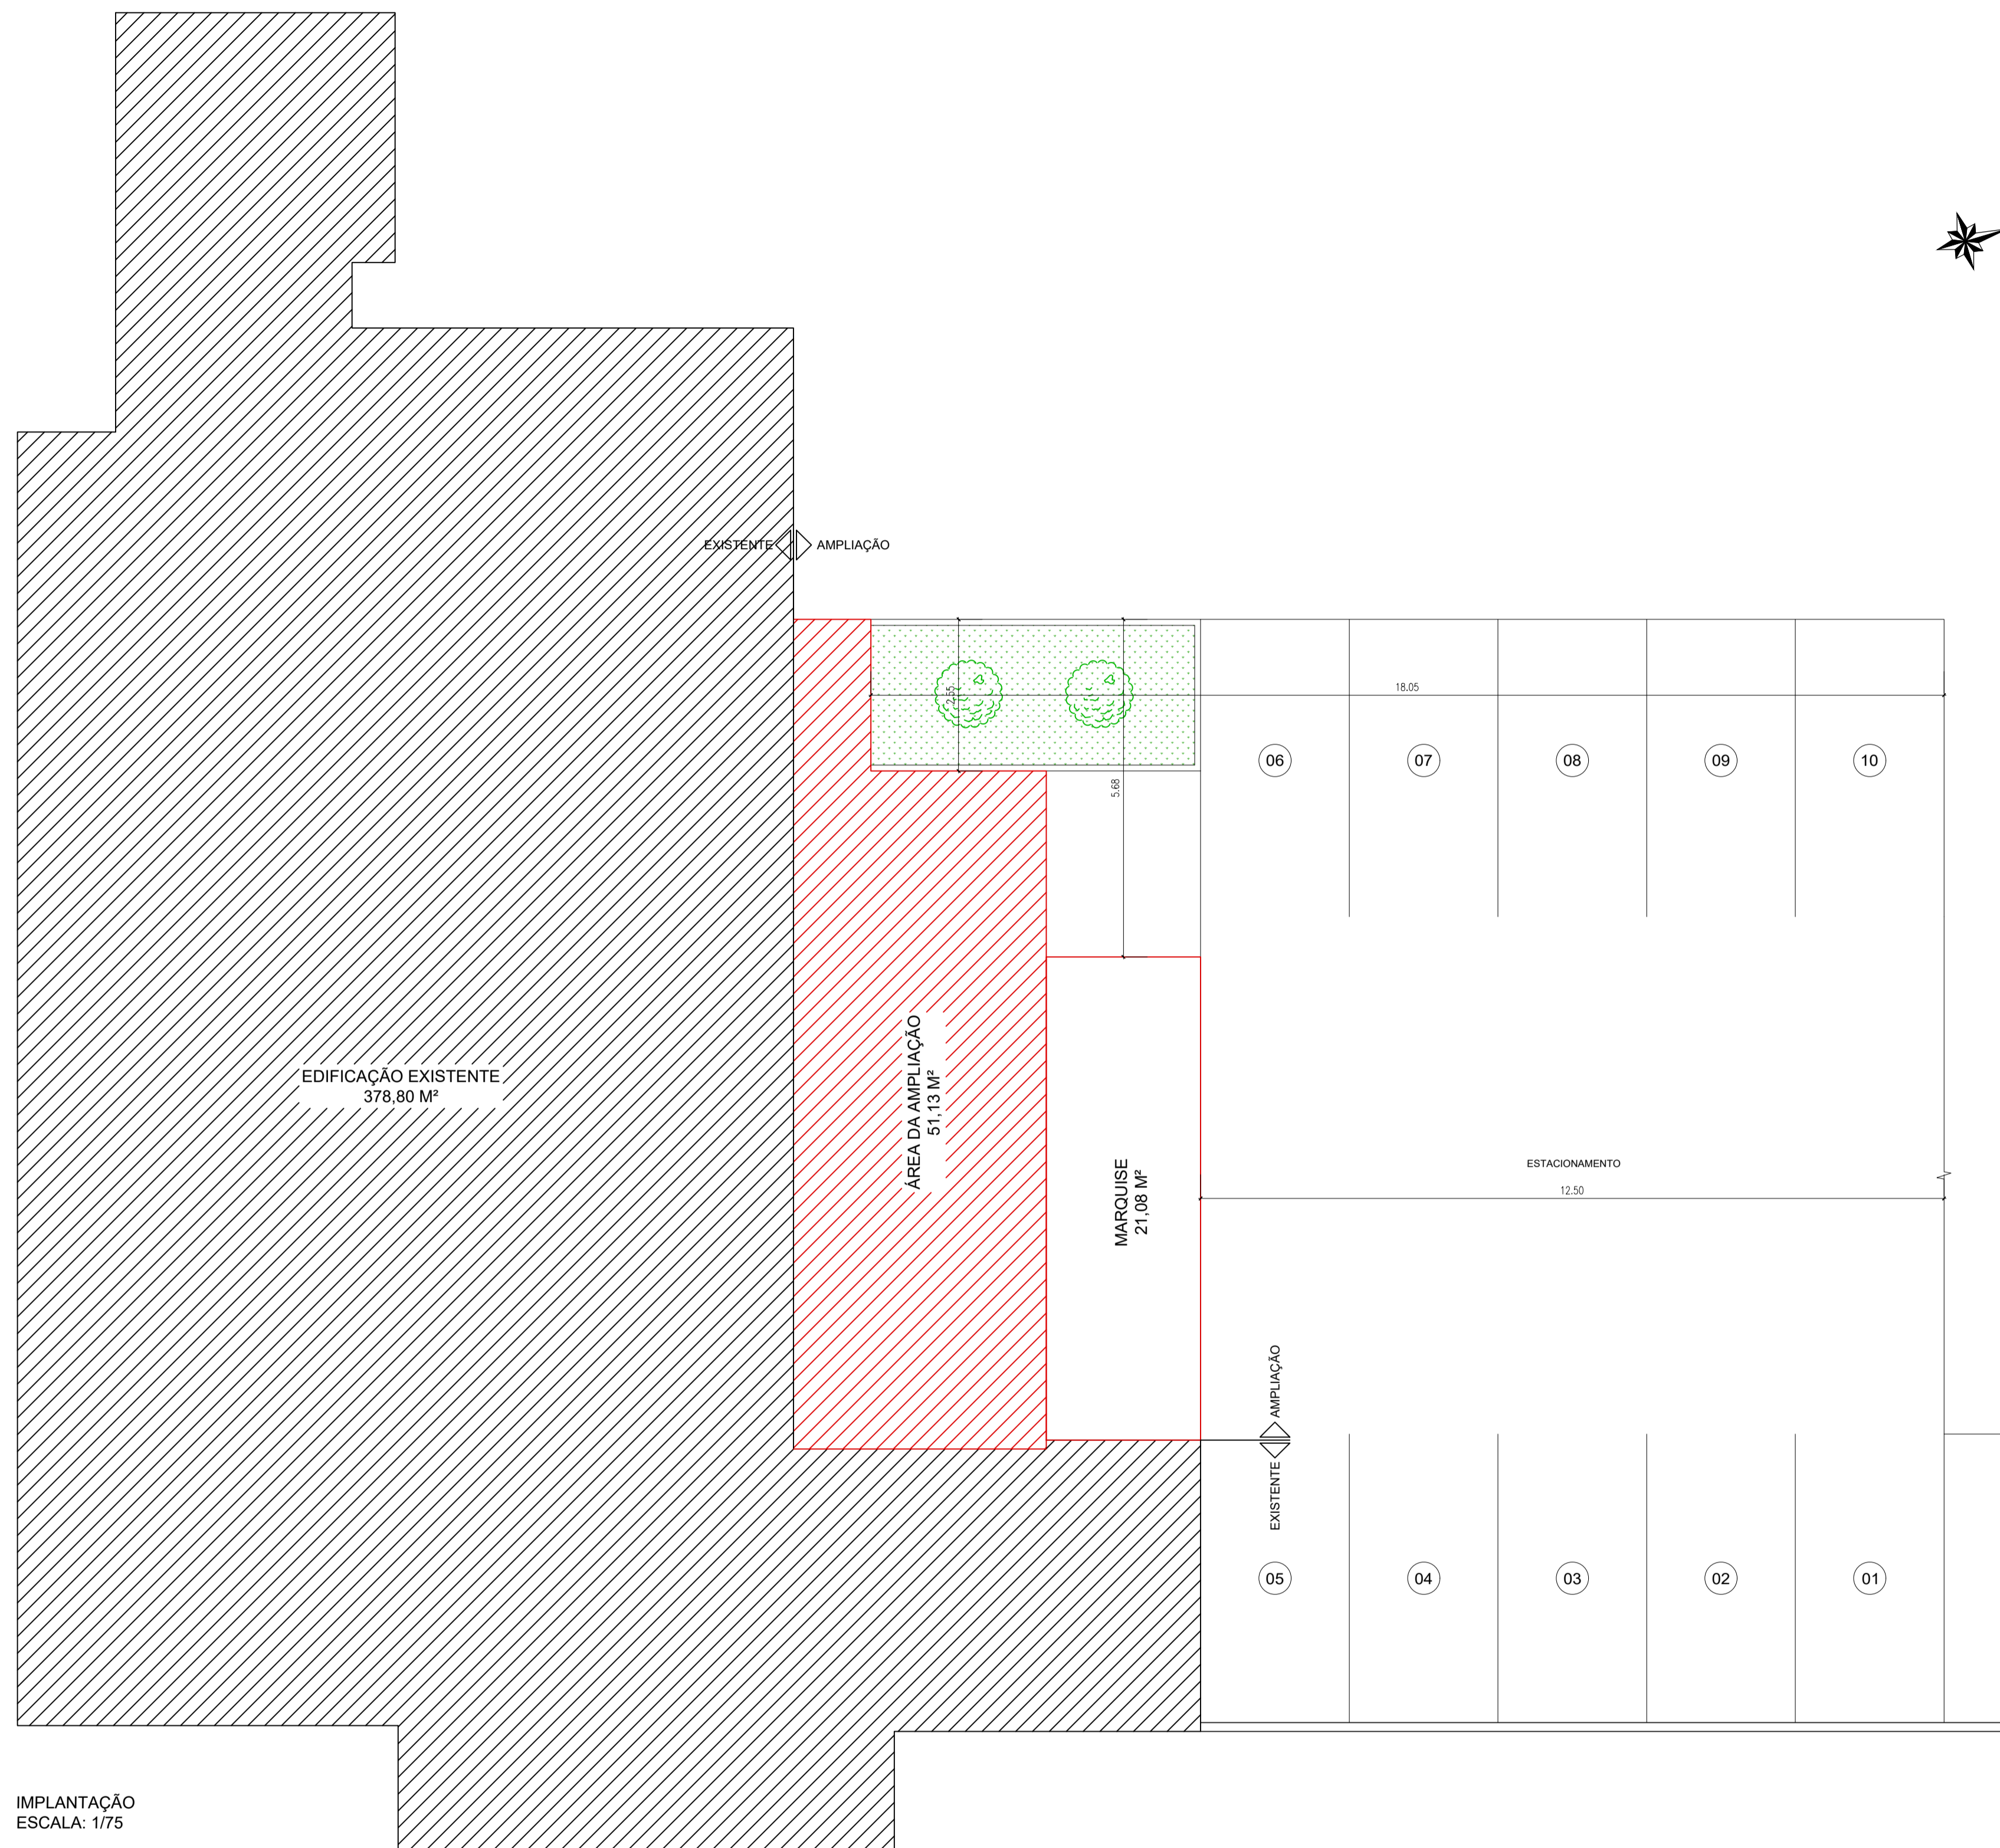 EXISTENTE
AMPLIAÇÃO
2.55
18.05
5.68
06
07
08
09
10
EDIFICAÇÃO EXISTENTE
378,80 M²
ÁREA DA AMPLIAÇÃO
51,13 M²
MARQUISE
21,08 M²
ESTACIONAMENTO
12.50
AMPLIAÇÃO
EXISTENTE
05
04
03
02
01
IMPLANTAÇÃO
ESCALA: 1/75